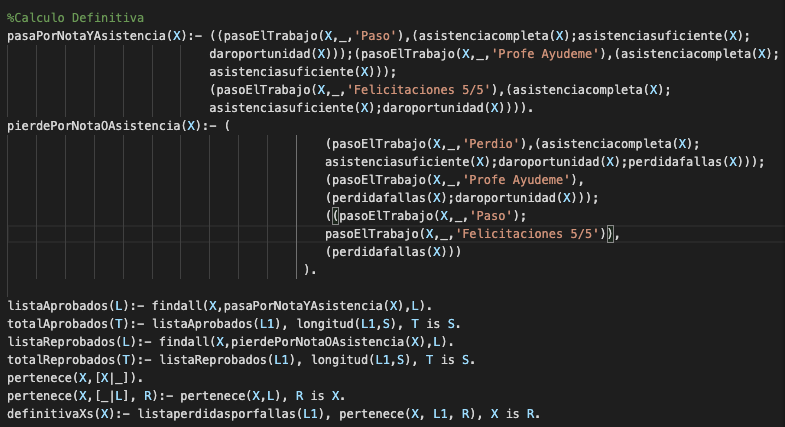 %Calculo Definitiva
pasaPorNotaYAsistencia(X):- ((pasoElTrabajo(X,_,'Paso'),(asistenciacompleta(X);asistenciasuficiente(X);
daroportunidad(X)));(pasoElTrabajo(X,_,'Profe Ayudeme'),(asistenciacompleta(X);
asistenciasuficiente(X)));
(pasoElTrabajo(X,_,'Felicitaciones 5/5'),(asistenciacompleta(X);
asistenciasuficiente(X);daroportunidad(X)))).
pierdePorNotaOAsistencia(X):- (
(pasoElTrabajo(X,_,'Perdio'),(asistenciacompleta(X);
asistenciasuficiente(X);daroportunidad(X);perdidafallas(X)));
(pasoElTrabajo(X,_,'Profe Ayudeme'),
(perdidafallas(X);daroportunidad(X)));
((pasoElTrabajo(X,_,'Paso');
pasoElTrabajo(X,_,'Felicitaciones 5/5')),
(perdidafallas(X)))
).
listaAprobados(L):- findall(X,pasaPorNotaYAsistencia(X),L).
totalAprobados(T):- listaAprobados(L1), longitud(L1,S), T is S.
listaReprobados(L):- findall(X,pierdePorNotaOAsistencia(X),L).
totalReprobados(T):- listaReprobados(L1), longitud(L1,S), T is S.
pertenece(X,[X|_]).
pertenece(X,[_|L], R):- pertenece(X,L), R is X.
definitivaXs(X):- listaperdidasporfallas(L1), pertenece(X, L1, R), X is R.